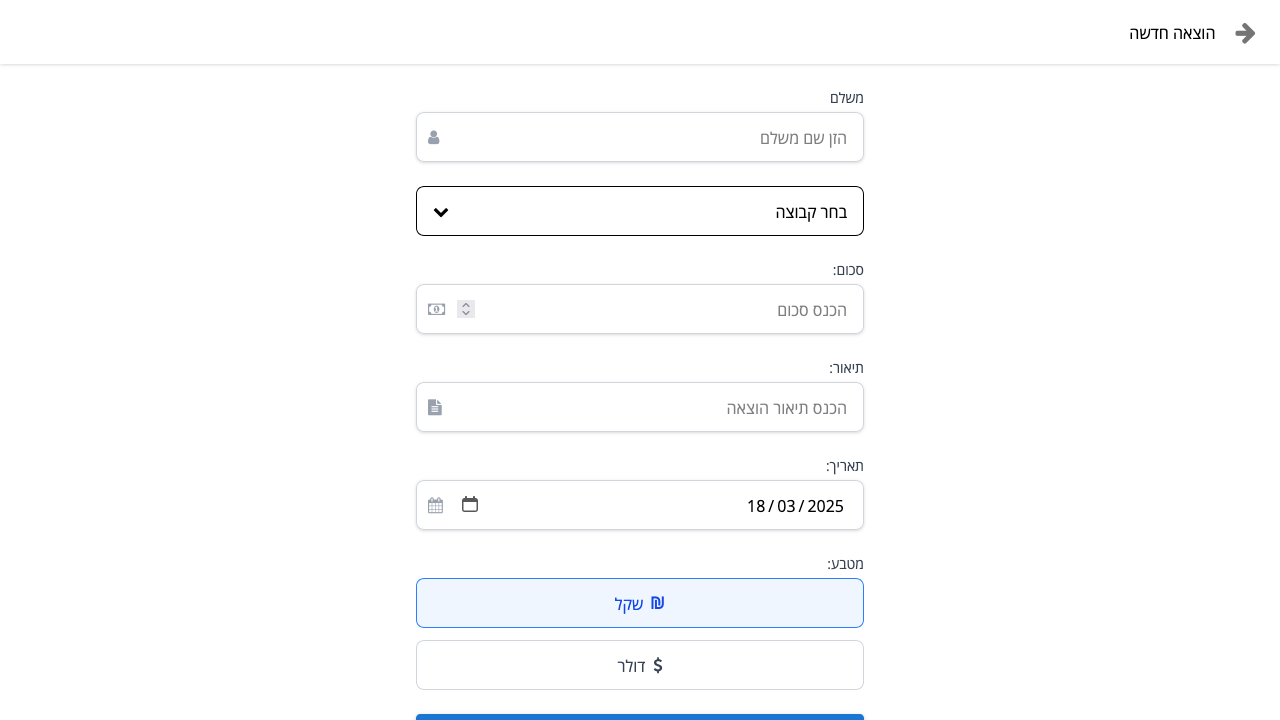 הוצאה חדשה
משלם
הזן שם משלם
בחר קבוצה
סכום:
הכנס סכום
תיאור:
הכנס תיאור הוצאה
תאריך:
18/03/2025
מטבע:
₪ שקל
$ דולר